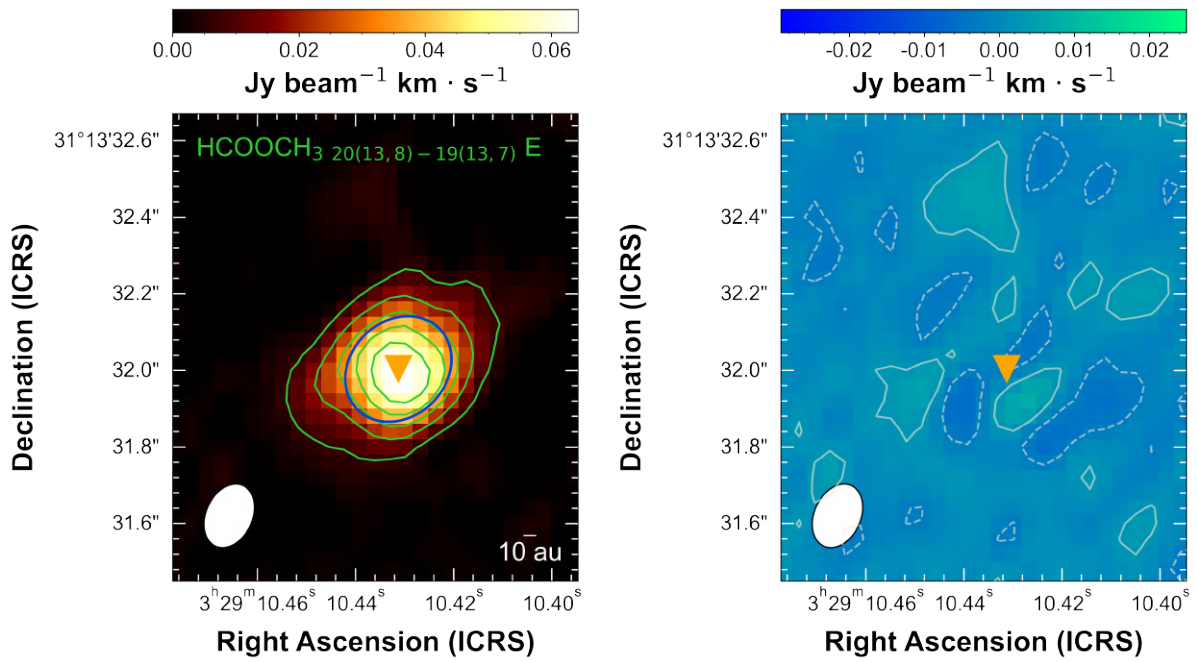 0.00 0.02 0.04 0.06
Jy beam⁻¹ km · s⁻¹
HCOOCH₃ 20(13, 8) – 19(13, 7) E
31°13'32.6"
32.4"
32.2"
32.0"
31.8"
31.6"
Declination (ICRS)
10 au
3ʰ29ᵐ10.46ˢ 10.44ˢ 10.42ˢ 10.40ˢ
Right Ascension (ICRS)
-0.02 -0.01 0.00 0.01 0.02
Jy beam⁻¹ km · s⁻¹
31°13'32.6"
32.4"
32.2"
32.0"
31.8"
31.6"
Declination (ICRS)
3ʰ29ᵐ10.46ˢ 10.44ˢ 10.42ˢ 10.40ˢ
Right Ascension (ICRS)